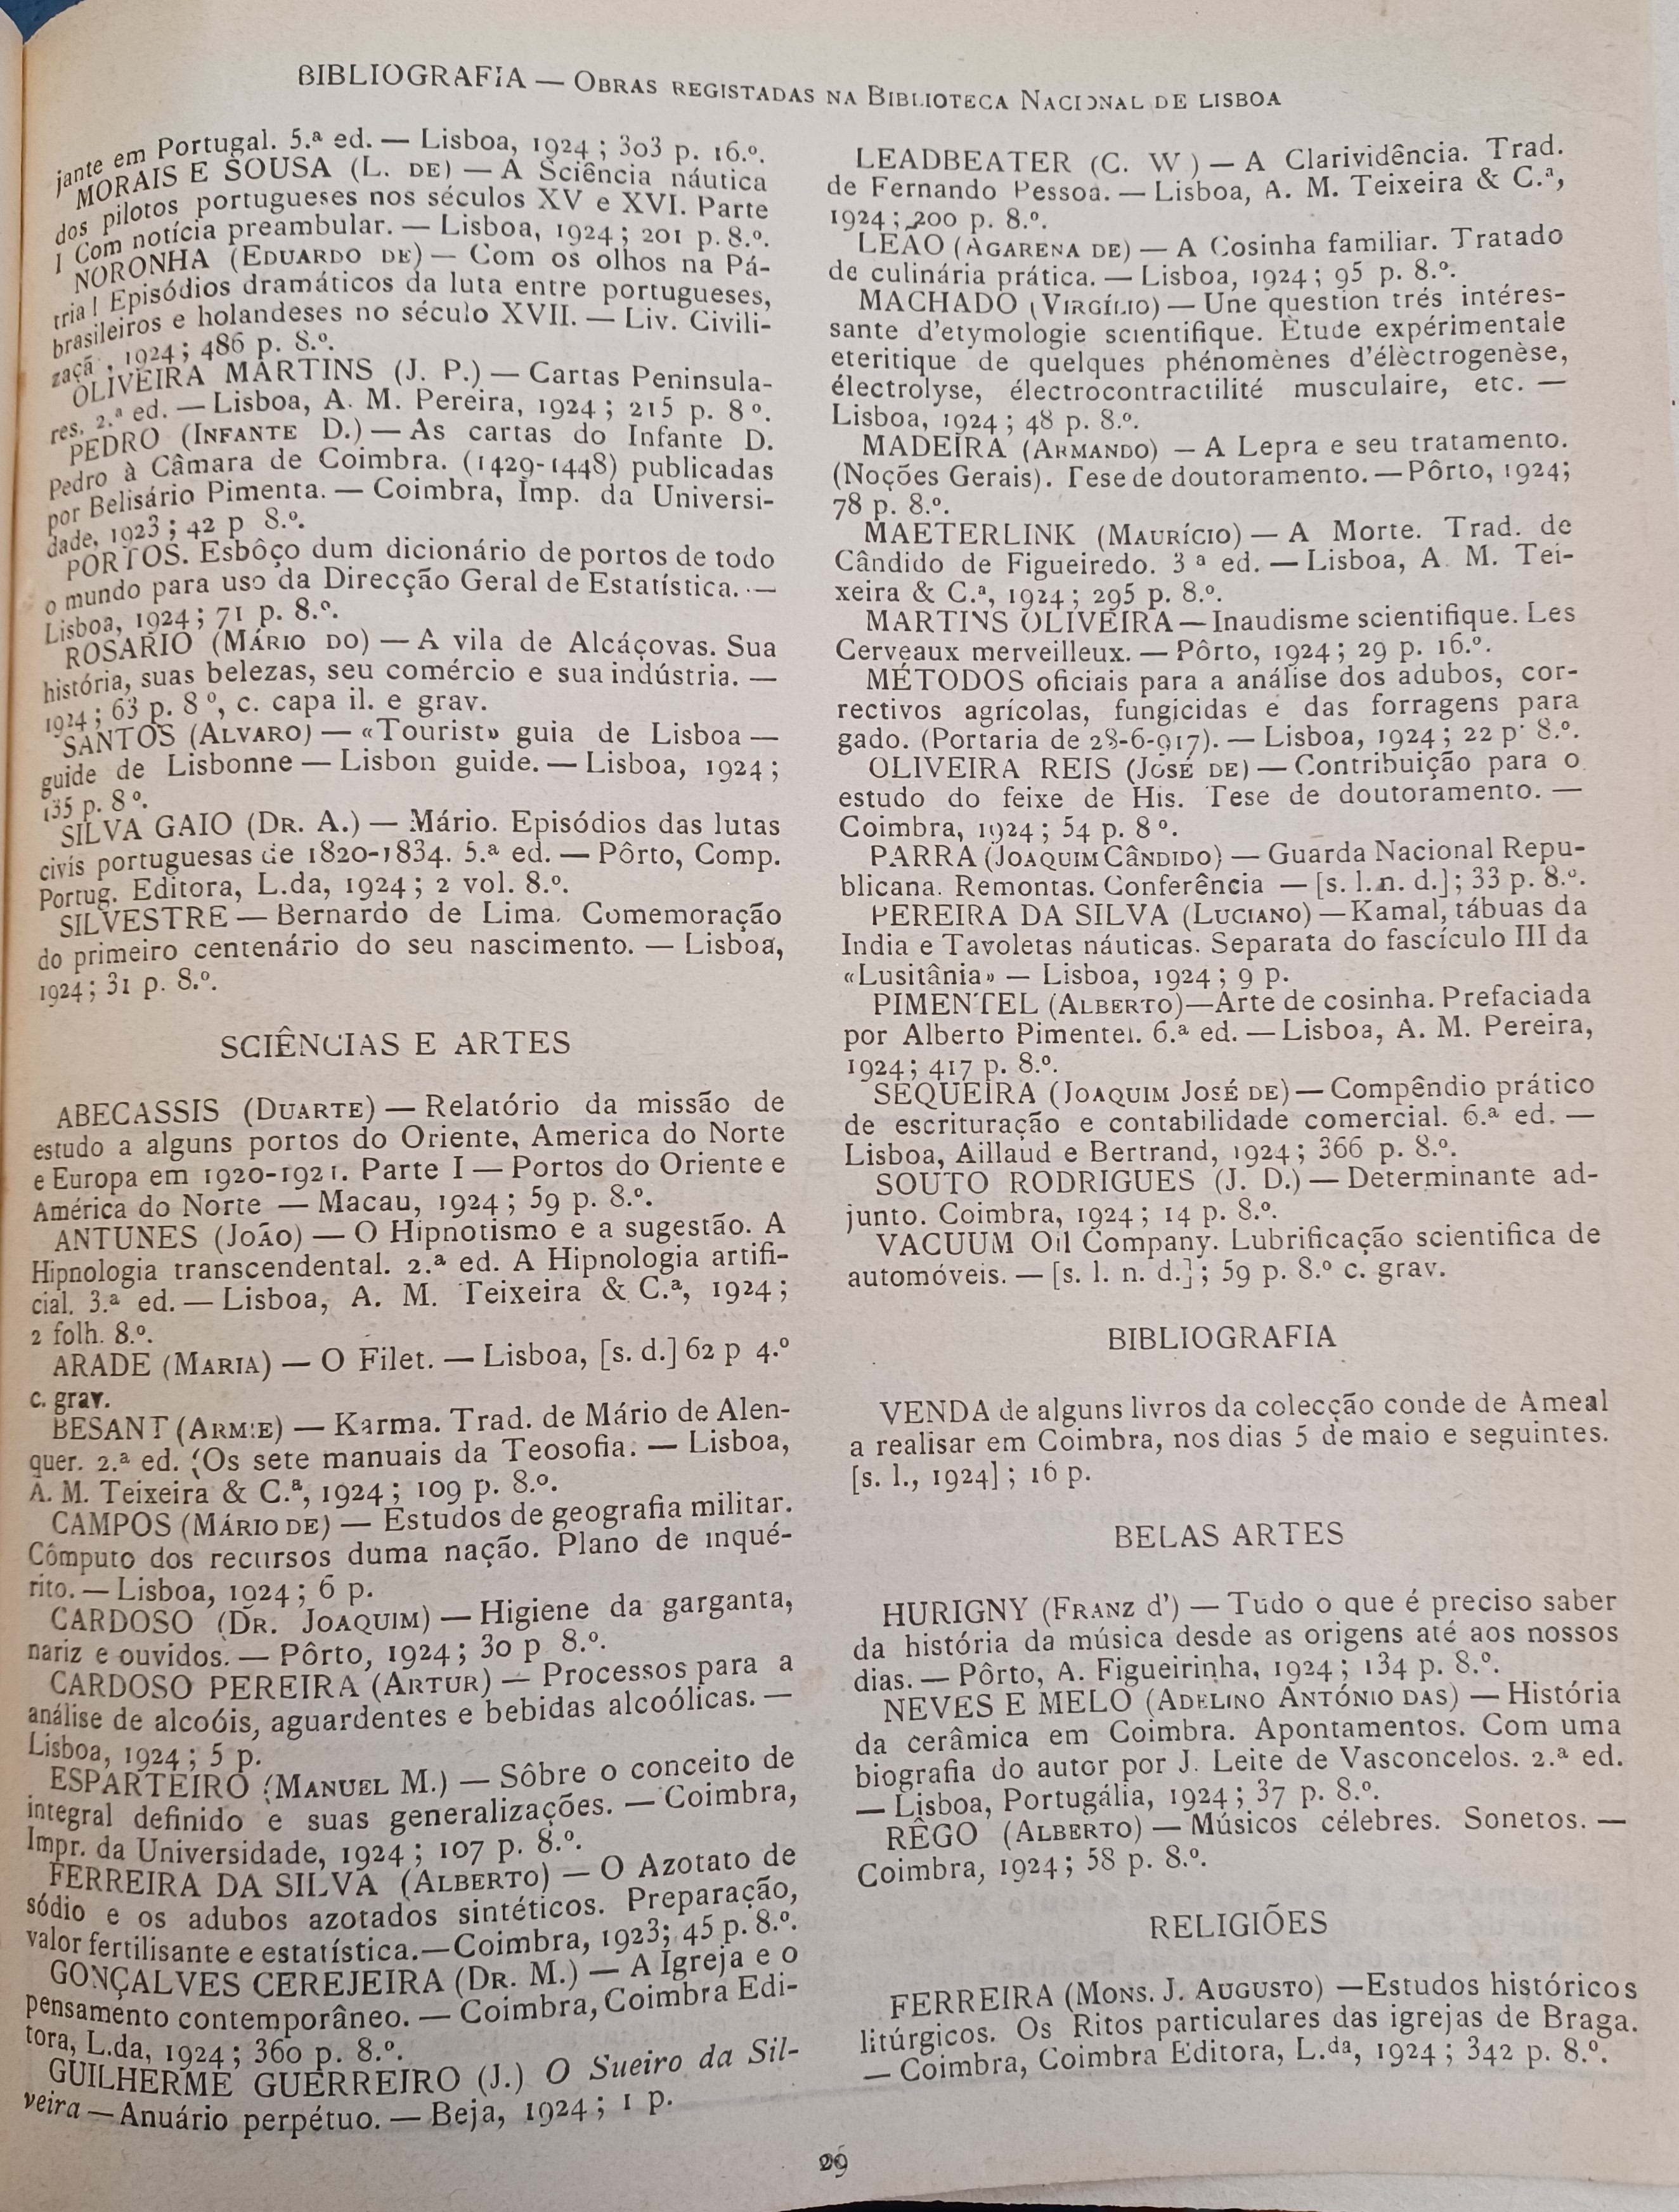 BIBLIOGRAFIA — OBRAS REGISTADAS NA BIBLIOTECA NACIONAL DE LISBOA
jante em Portugal. 5.ª ed. — Lisboa, 1924; 303 p. 16.º.
MORAIS E SOUSA (L. DE) — A Sciência náutica
dos pilotos portugueses nos séculos XV e XVI. Parte
I Com notícia preambular. — Lisboa, 1924; 201 p. 8.º.
NORONHA (EDUARDO DE) — Com os olhos na Pá-
tria! Episódios dramáticos da luta entre portugueses,
brasileiros e holandeses no século XVII. — Liv. Civili-
zaçã , 1924; 486 p. 8.º.
OLIVEIRA MARTINS (J. P.) — Cartas Peninsula-
res. 2.ª ed. — Lisboa, A. M. Pereira, 1924; 215 p. 8º.
PEDRO (INFANTE D.) — As cartas do Infante D.
Pedro à Câmara de Coimbra. (1429-1448) publicadas
por Belisário Pimenta. — Coimbra, Imp. da Universi-
dade, 1923; 42 p 8.º.
PORTOS. Esbôço dum dicionário de portos de todo
o mundo para uso da Direcção Geral de Estatística. —
Lisboa, 1924; 71 p. 8.º.
ROSARIO (MÁRIO DO) — A vila de Alcáçovas. Sua
história, suas belezas, seu comércio e sua indústria. —
1924; 63 p. 8º, c. capa il. e grav.
SANTOS (ALVARO) — «Tourist» guia de Lisboa —
guide de Lisbonne — Lisbon guide. — Lisboa, 1924;
135 p. 8º.
SILVA GAIO (DR. A.) — Mário. Episódios das lutas
civís portuguesas de 1820-1834. 5.ª ed. — Pôrto, Comp.
Portug. Editora, L.da, 1924; 2 vol. 8.º.
SILVESTRE — Bernardo de Lima. Comemoração
do primeiro centenário do seu nascimento. — Lisboa,
1924; 31 p. 8.º.
SCIÊNCIAS E ARTES
ABECASSIS (DUARTE) — Relatório da missão de
estudo a alguns portos do Oriente, America do Norte
e Europa em 1920-1921. Parte I — Portos do Oriente e
América do Norte — Macau, 1924; 59 p. 8.º.
ANTUNES (JOÃO) — O Hipnotismo e a sugestão. A
Hipnologia transcendental. 2.ª ed. A Hipnologia artifi-
cial. 3.ª ed. — Lisboa, A. M. Teixeira & C.ª, 1924;
2 folh. 8.º.
ARADE (MARIA) — O Filet. — Lisboa, [s. d.] 62 p 4.º
c. grav.
BESANT (ARMIE) — Karma. Trad. de Mário de Alen-
quer. 2.ª ed. (Os sete manuais da Teosofia. — Lisboa,
A. M. Teixeira & C.ª, 1924; 109 p. 8.º.
CAMPOS (MÁRIO DE) — Estudos de geografia militar.
Cômputo dos recursos duma nação. Plano de inqué-
rito. — Lisboa, 1924; 6 p.
CARDOSO (DR. JOAQUIM) — Higiene da garganta,
nariz e ouvidos. — Pôrto, 1924; 30 p 8.º.
CARDOSO PEREIRA (ARTUR) — Processos para a
análise de alcoóis, aguardentes e bebidas alcoólicas. —
Lisboa, 1924; 5 p.
ESPARTEIRO (MANUEL M.) — Sôbre o conceito de
integral definido e suas generalizações. — Coimbra,
Impr. da Universidade, 1924; 107 p. 8.º.
FERREIRA DA SILVA (ALBERTO) — O Azotato de
sódio e os adubos azotados sintéticos. Preparação,
valor fertilisante e estatística. — Coimbra, 1923; 45 p. 8.º.
GONÇALVES CEREJEIRA (DR. M.) — A Igreja e o
pensamento contemporâneo. — Coimbra, Coimbra Edi-
tora, L.da, 1924; 360 p. 8.º.
GUILHERME GUERREIRO (J.) O Sueiro da Sil-
veira — Anuário perpétuo. — Beja, 1924; 1 p.
LEADBEATER (C. W) — A Clarividência. Trad.
de Fernando Pessoa. — Lisboa, A. M. Teixeira & C.ª,
1924; 200 p. 8.º.
LEÃO (AGARENA DE) — A Cosinha familiar. Tratado
de culinária prática. — Lisboa, 1924; 95 p. 8.º.
MACHADO (VIRGÍLIO) — Une question trés intéres-
sante d'etymologie scientifique. Ètude expérimentale
eteritique de quelques phénomènes d'élèctrogenèse,
électrolyse, électrocontractilité musculaire, etc. —
Lisboa, 1924; 48 p. 8.º.
MADEIRA (ARMANDO) — A Lepra e seu tratamento.
(Noções Gerais). Tese de doutoramento. — Pôrto, 1924;
78 p. 8.º.
MAETERLINK (MAURÍCIO) — A Morte. Trad. de
Cândido de Figueiredo. 3ª ed. — Lisboa, A. M. Tei-
xeira & C.ª, 1924; 295 p. 8.º.
MARTINS OLIVEIRA — Inaudisme scientifique. Les
Cerveaux merveilleux. — Pôrto, 1924; 29 p. 16.º.
MÉTODOS oficiais para a análise dos adubos, cor-
rectivos agrícolas, fungicidas e das forragens para
gado. (Portaria de 28-6-917). — Lisboa, 1924; 22 p. 8.º.
OLIVEIRA REIS (JOSÉ DE) — Contribuição para o
estudo do feixe de His. Tese de doutoramento. —
Coimbra, 1924; 54 p. 8º.
PARRA (JOAQUIM CÂNDIDO) — Guarda Nacional Repu-
blicana. Remontas. Conferência — [s. l. n. d.]; 33 p. 8.º.
PEREIRA DA SILVA (LUCIANO) — Kamal, tábuas da
India e Tavoletas náuticas. Separata do fascículo III da
«Lusitânia» — Lisboa, 1924; 9 p.
PIMENTEL (ALBERTO) — Arte de cosinha. Prefaciada
por Alberto Pimentel. 6.ª ed. — Lisboa, A. M. Pereira,
1924; 417 p. 8.º.
SEQUEIRA (JOAQUIM JOSÉ DE) — Compêndio prático
de escrituração e contabilidade comercial. 6.ª ed. —
Lisboa, Aillaud e Bertrand, 1924; 366 p. 8.º.
SOUTO RODRIGUES (J. D.) — Determinante ad-
junto. Coimbra, 1924; 14 p. 8.º.
VACUUM Oil Company. Lubrificação scientifica de
automóveis. — [s. l. n. d.]; 59 p. 8.º c. grav.
BIBLIOGRAFIA
VENDA de alguns livros da colecção conde de Ameal
a realisar em Coimbra, nos dias 5 de maio e seguintes.
[s. l., 1924]; 16 p.
BELAS ARTES
HURIGNY (FRANZ d') — Tudo o que é preciso saber
da história da música desde as origens até aos nossos
dias. — Pôrto, A. Figueirinha, 1924; 134 p. 8.º.
NEVES E MELO (ADELINO ANTÓNIO DAS) — História
da cerâmica em Coimbra. Apontamentos. Com uma
biografia do autor por J. Leite de Vasconcelos. 2.ª ed.
— Lisboa, Portugália, 1924; 37 p. 8.º.
RÊGO (ALBERTO) — Músicos célebres. Sonetos. —
Coimbra, 1924; 58 p. 8.º.
RELIGIÕES
FERREIRA (MONS. J. AUGUSTO) — Estudos históricos
litúrgicos. Os Ritos particulares das igrejas de Braga.
— Coimbra, Coimbra Editora, L.da, 1924; 342 p. 8.º.